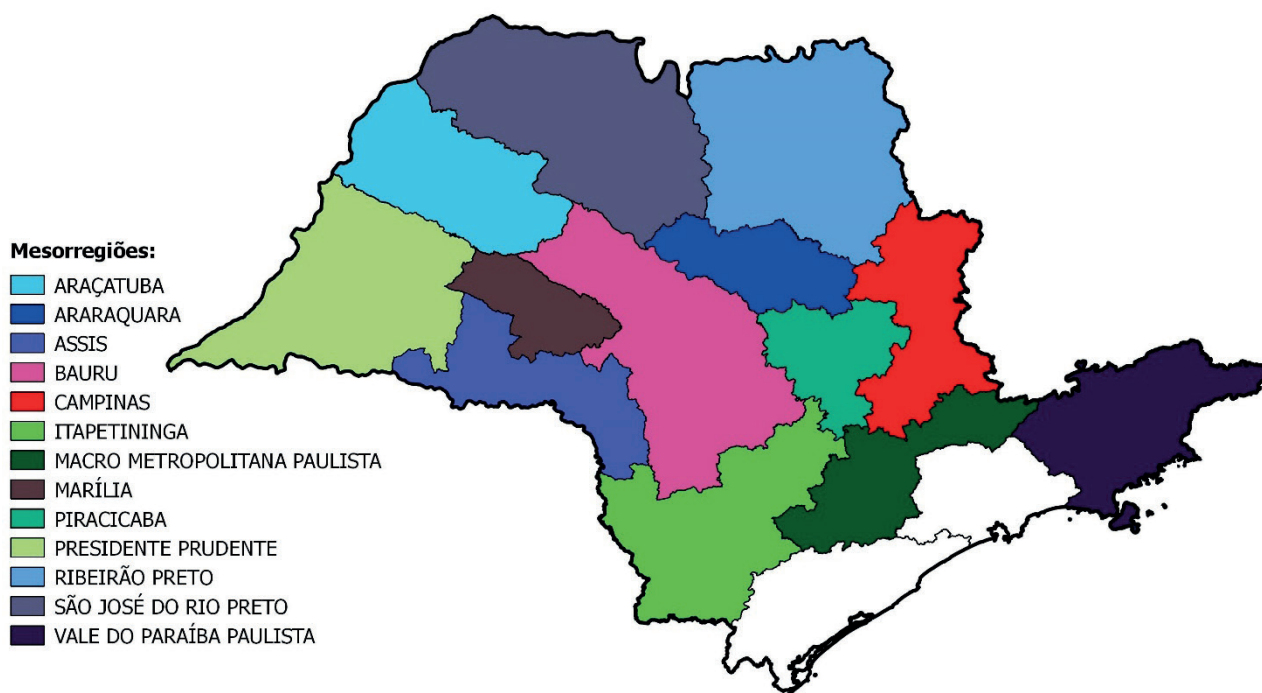 Mesorregiões:
ARAÇATUBA
ARARAQUARA
ASSIS
BAURU
CAMPINAS
ITAPETININGA
MACRO METROPOLITANA PAULISTA
MARÍLIA
PIRACICABA
PRESIDENTE PRUDENTE
RIBEIRÃO PRETO
SÃO JOSÉ DO RIO PRETO
VALE DO PARAÍBA PAULISTA